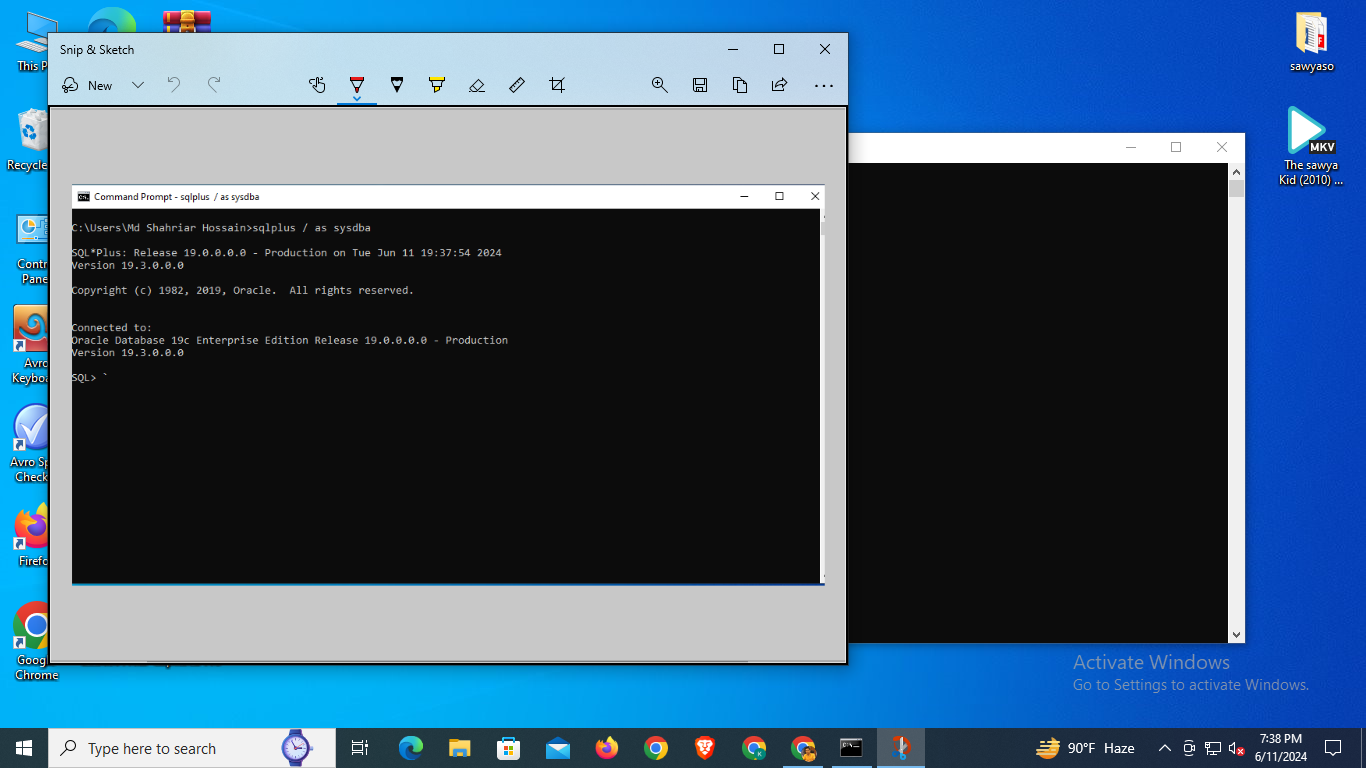 This P
Recycle
Contr
Pane
Avro
Keyboa
Avro Sp
Check
Firefo
Goog
Chrome
Snip & Sketch
New
Command Prompt - sqlplus / as sysdba
C:\Users\Md Shahriar Hossain>sqlplus / as sysdba
SQL*Plus: Release 19.0.0.0.0 - Production on Tue Jun 11 19:37:54 2024
Version 19.3.0.0.0
Copyright (c) 1982, 2019, Oracle.  All rights reserved.
Connected to:
Oracle Database 19c Enterprise Edition Release 19.0.0.0.0 - Production
Version 19.3.0.0.0
SQL> `
sawyaso
MKV
The sawya
Kid (2010) ...
Activate Windows
Go to Settings to activate Windows.
Type here to search
K
90°F Haze
7:38 PM
6/11/2024